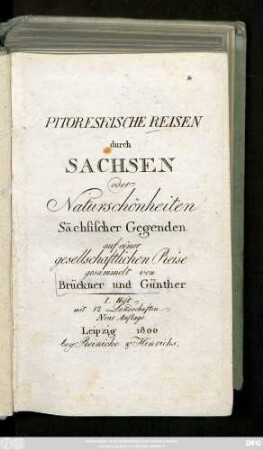 PITORESKISCHE REISEN
durch
SACHSEN
oder
Naturschönheiten
Sächsischer Gegenden
auf einer
gesellschaftlichen Reise
gesammelt von
Brückner und Günther
I. Heft
mit 12 Landschaften
Neue Auflage
Leipzig 1800
bey Reinicke & Hinrichs.